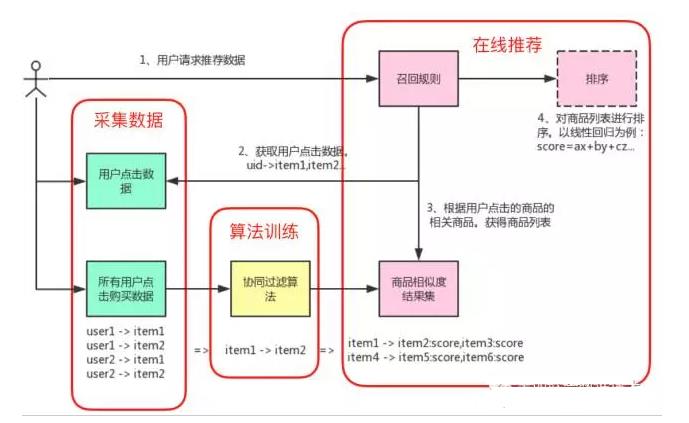 在线推荐
1、用户请求推荐数据
召回规则
排序
采集数据
4、对商品列表进行排
序。以线性回归为例：
score=ax+by+cz...
2、获取用户点击数据。
uid->item1,item2..
用户点击数
据
3、根据用户点击的商品的
相关商品。获得商品列表
算法训练
所有用户点
击购买数据
协同过滤算
法
商品相似度
结果集
user1 -> item1
user1 -> item2
user2 -> item1
user2 -> item2
=>
item1 -> item2
=>
item1 -> item2:score,item3:score
item4 -> item5:score,item6:score